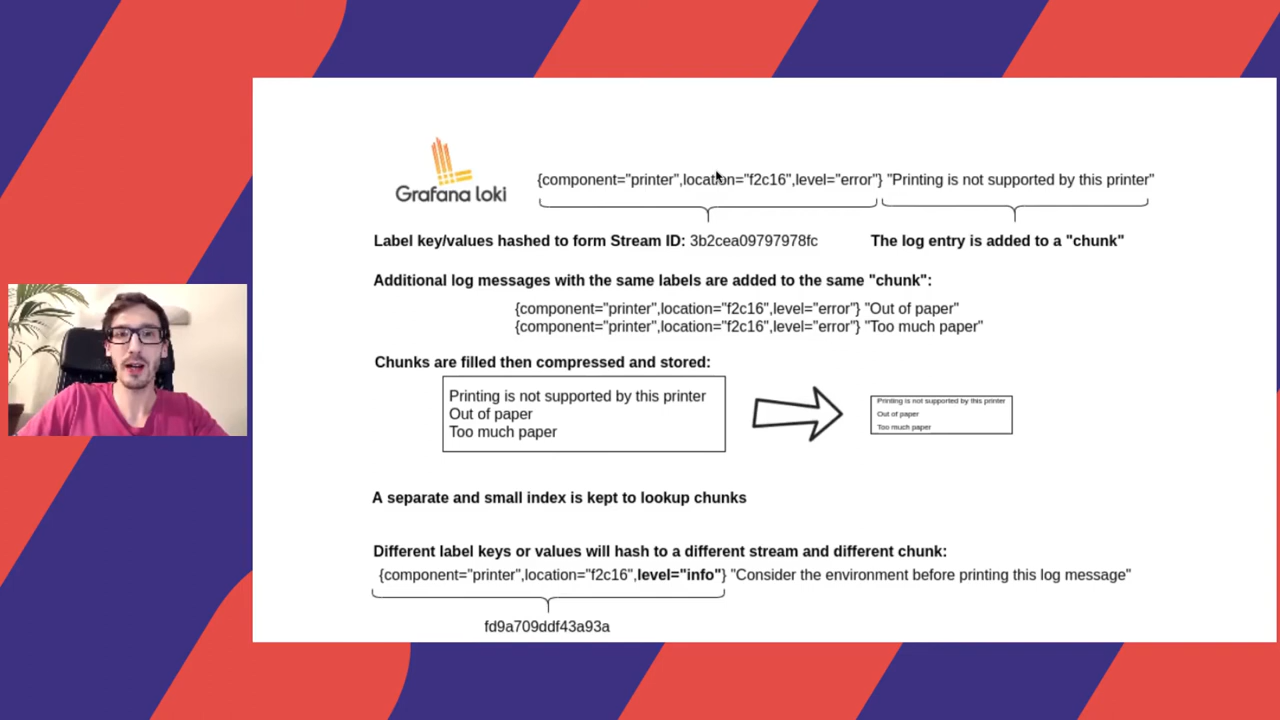 Grafana loki
{component="printer",location="f2c16",level="error"} "Printing is not supported by this printer"
Label key/values hashed to form Stream ID: 3b2cea09797978fc
The log entry is added to a "chunk"
Additional log messages with the same labels are added to the same "chunk":
{component="printer",location="f2c16",level="error"} "Out of paper"
{component="printer",location="f2c16",level="error"} "Too much paper"
Chunks are filled then compressed and stored:
Printing is not supported by this printer
Out of paper
Too much paper
Printing is not supported by this printer
Out of paper
Too much paper
A separate and small index is kept to lookup chunks
Different label keys or values will hash to a different stream and different chunk:
{component="printer",location="f2c16",level="info"} "Consider the environment before printing this log message"
fd9a709ddf43a93a